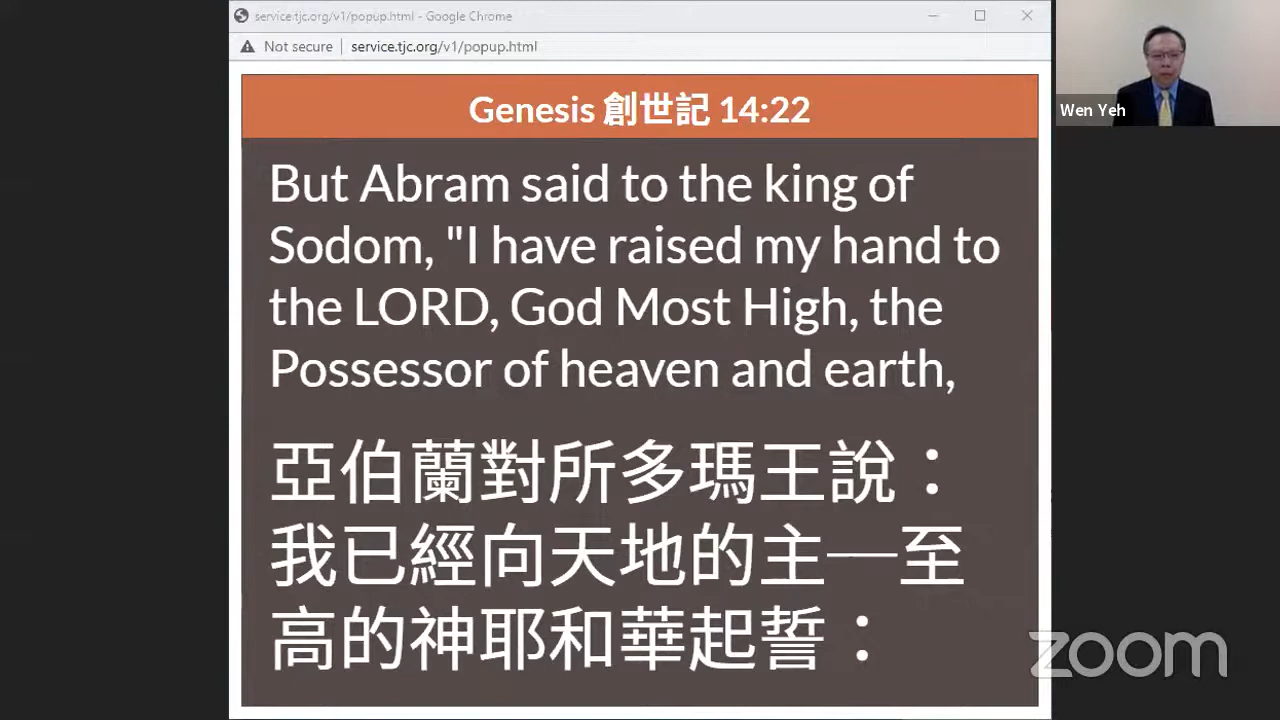 service.tjc.org/v1/popup.html - Google Chrome
Not secure service.tjc.org/v1/popup.html
Genesis 創世記 14:22
But Abram said to the king of
Sodom, "I have raised my hand to
the LORD, God Most High, the
Possessor of heaven and earth,
亞伯蘭對所多瑪王說：
我已經向天地的主─至
高的神耶和華起誓：
Wen Yeh
zoom